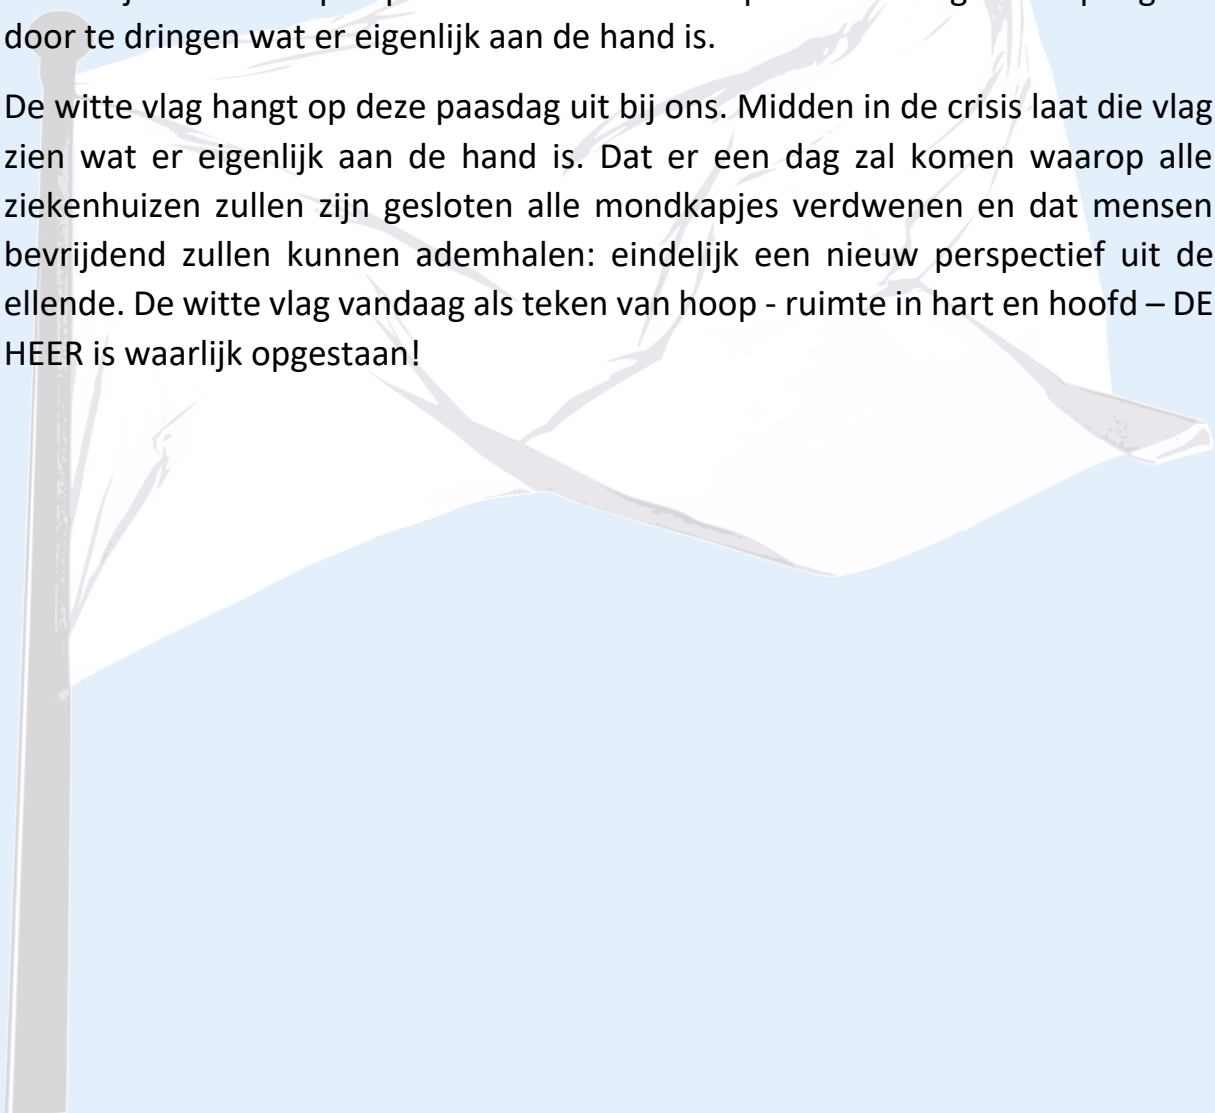 door te dringen wat er eigenlijk aan de hand is.
De witte vlag hangt op deze paasdag uit bij ons. Midden in de crisis laat die vlag
zien wat er eigenlijk aan de hand is. Dat er een dag zal komen waarop alle
ziekenhuizen zullen zijn gesloten alle mondkapjes verdwenen en dat mensen
bevrijdend zullen kunnen ademhalen: eindelijk een nieuw perspectief uit de
ellende. De witte vlag vandaag als teken van hoop - ruimte in hart en hoofd – DE
HEER is waarlijk opgestaan!